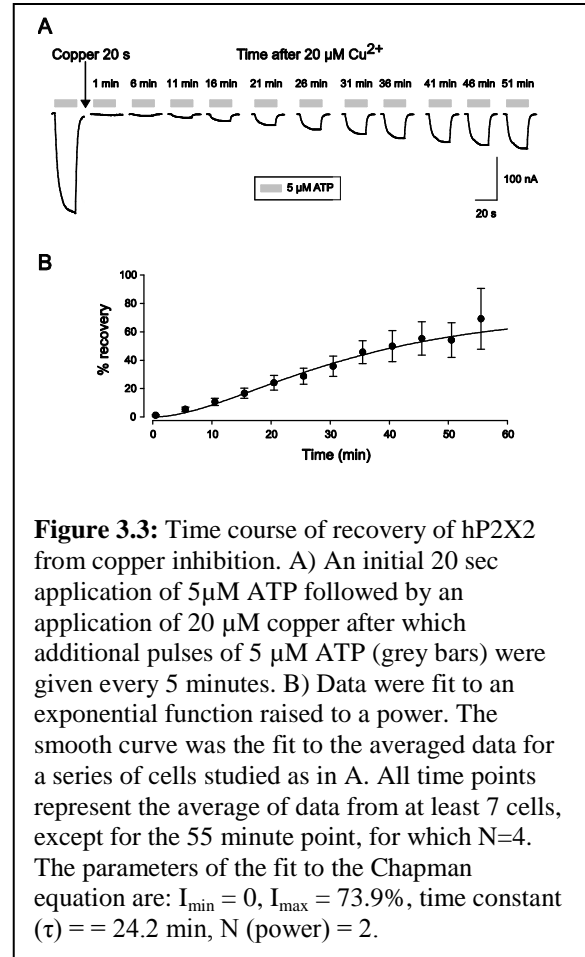 A
Copper 20 s Time after 20 µM Cu2+
1 min 6 min 11 min 16 min 21 min 26 min 31 min 36 min 41 min 46 min 51 min
5 µM ATP
100 nA
20 s
B
% recovery
100
80
60
40
20
0
0 10 20 30 40 50 60
Time (min)
Figure 3.3: Time course of recovery of hP2X2
from copper inhibition. A) An initial 20 sec
application of 5µM ATP followed by an
application of 20 µM copper after which
additional pulses of 5 µM ATP (grey bars) were
given every 5 minutes. B) Data were fit to an
exponential function raised to a power. The
smooth curve was the fit to the averaged data for
a series of cells studied as in A. All time points
represent the average of data from at least 7 cells,
except for the 55 minute point, for which N=4.
The parameters of the fit to the Chapman
equation are: Imin = 0, Imax = 73.9%, time constant
(τ) = = 24.2 min, N (power) = 2.